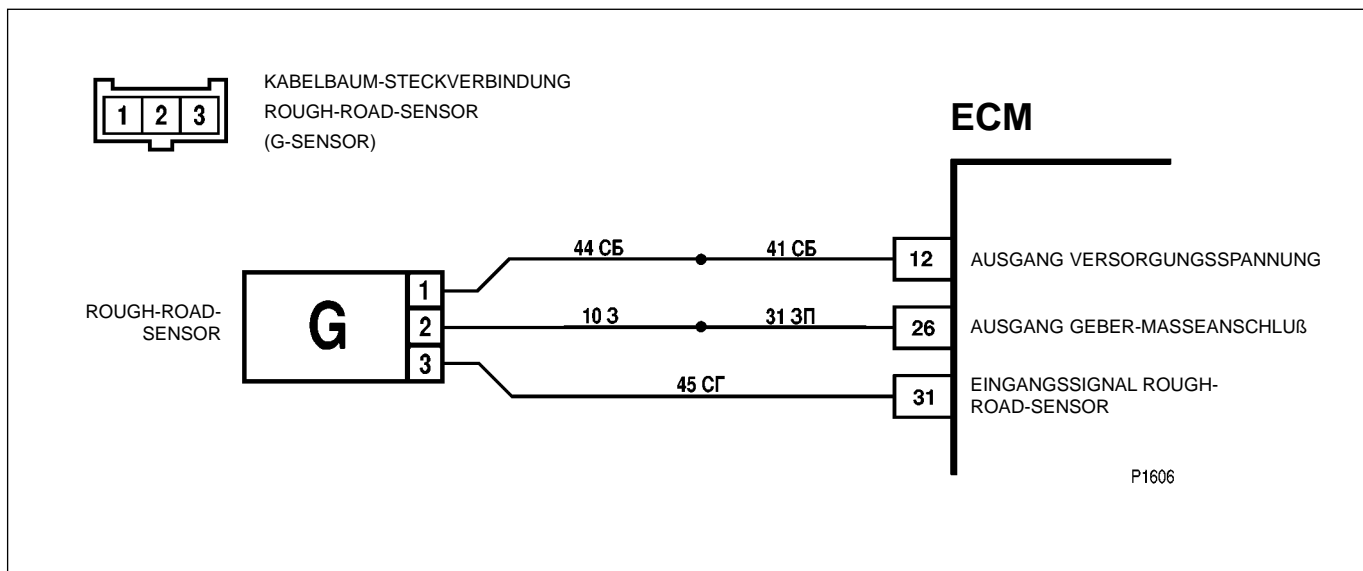 KABELBAUM-STECKVERBINDUNG
ROUGH-ROAD-SENSOR
(G-SENSOR)
1 2 3
ECM
44 СБ
41 СБ
12
AUSGANG VERSORGUNGSSPANNUNG
ROUGH-ROAD-
SENSOR
G
1
2
3
10 З
31 ЗП
26
AUSGANG GEBER-MASSEANSCHLUß
45 СГ
31
EINGANGSSIGNAL ROUGH-
ROAD-SENSOR
P1606